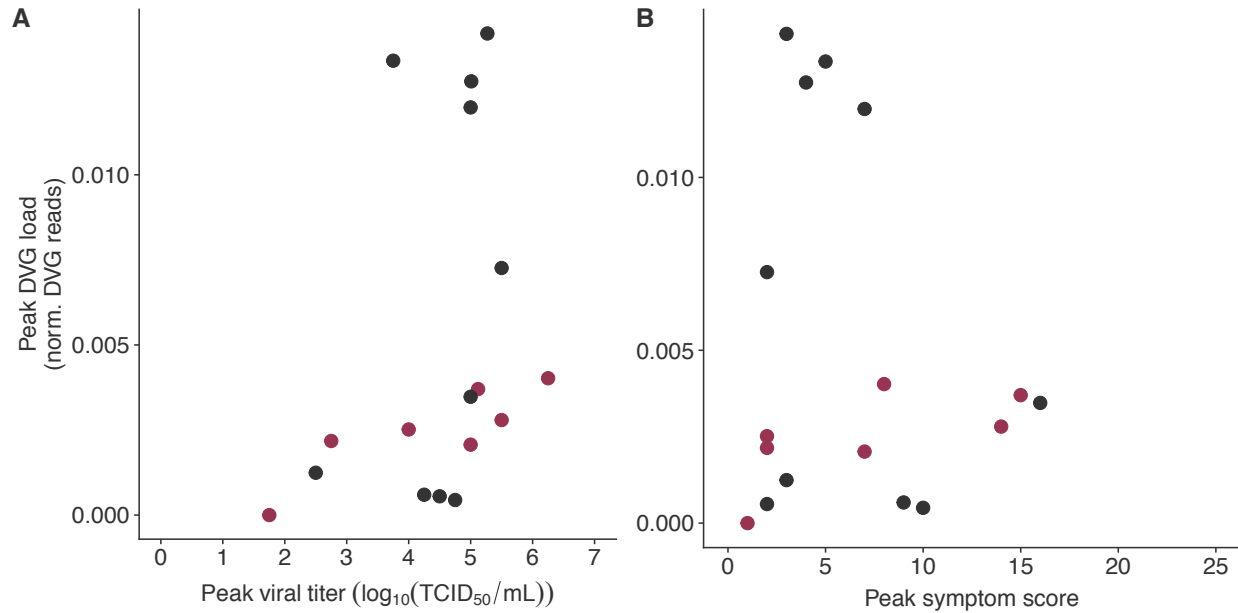 A
B
Peak DVG load
(norm. DVG reads)
0.010
0.005
0.000
0 1 2 3 4 5 6 7
Peak viral titer (log₁₀(TCID₅₀/mL))
0.010
0.005
0.000
0 5 10 15 20 25
Peak symptom score